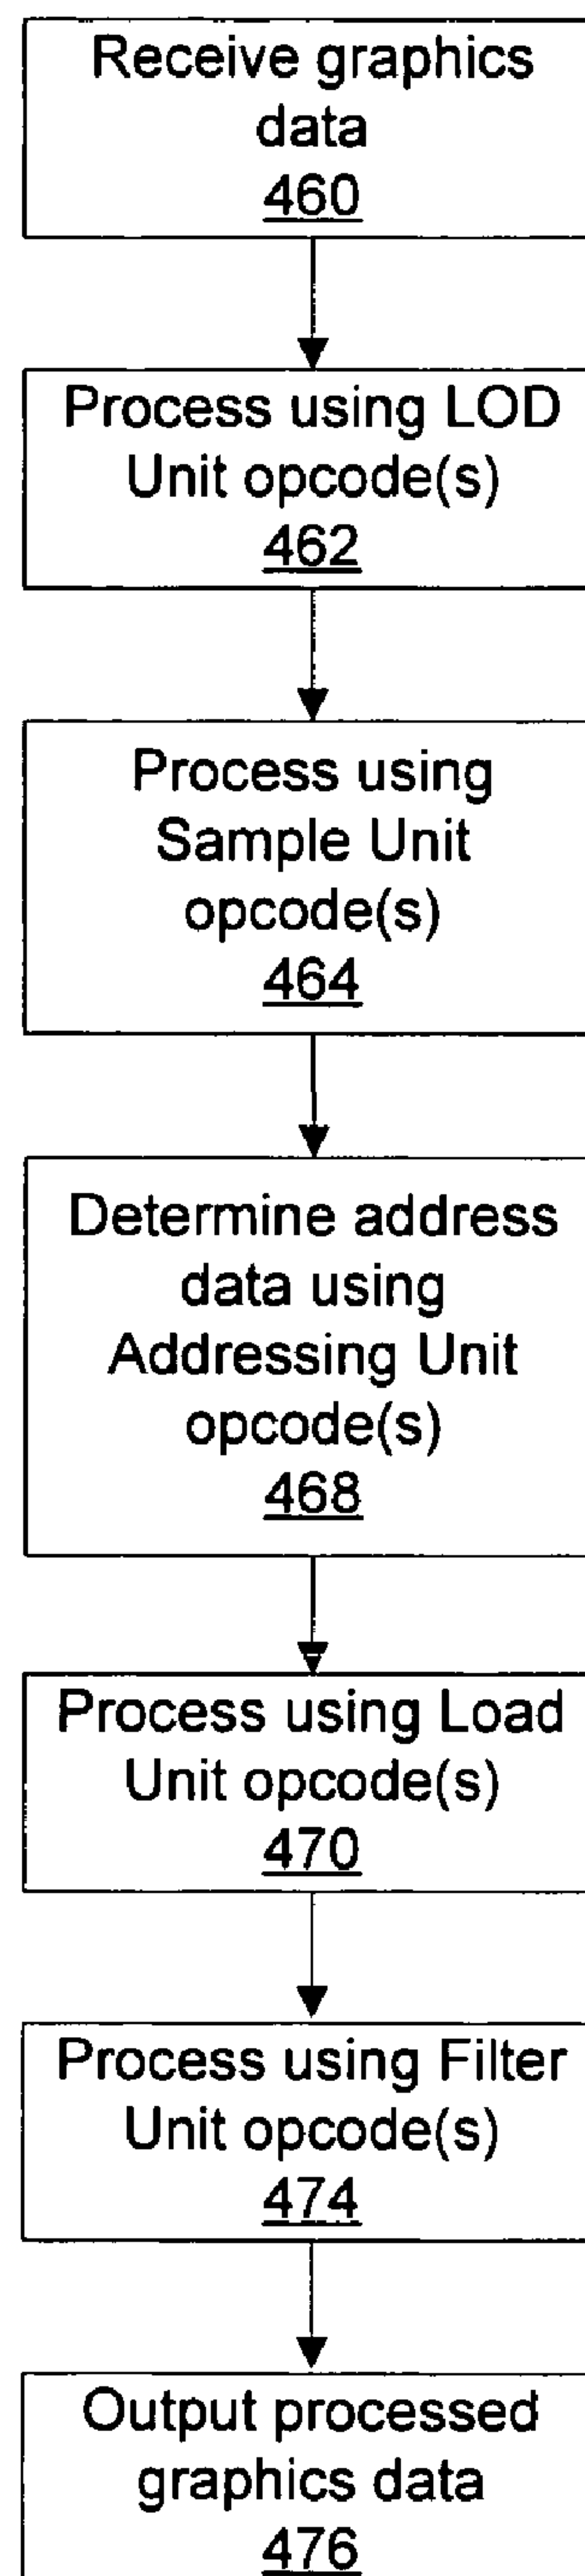 Receive graphics
data
460
Process using LOD
Unit opcode(s)
462
Process using
Sample Unit
opcode(s)
464
Determine address
data using
Addressing Unit
opcode(s)
468
Process using Load
Unit opcode(s)
470
Process using Filter
Unit opcode(s)
474
Output processed
graphics data
476